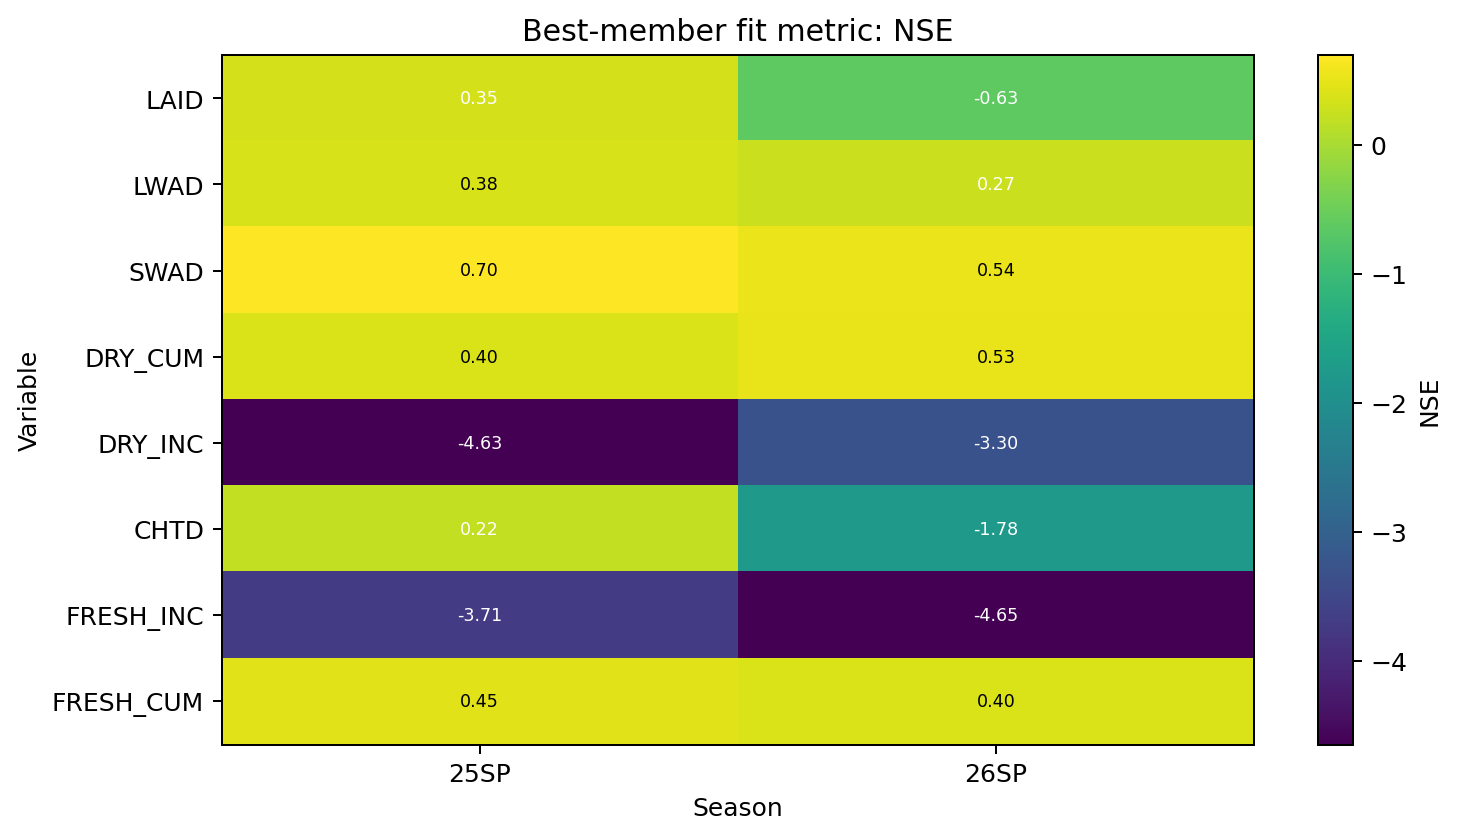 Best-member fit metric: NSE
LAID 0.35 -0.63
LWAD 0.38 0.27
SWAD 0.70 0.54
DRY_CUM 0.40 0.53
DRY_INC -4.63 -3.30
CHTD 0.22 -1.78
FRESH_INC -3.71 -4.65
FRESH_CUM 0.45 0.40
25SP 26SP
Season
Variable
0
−1
−2
−3
−4
NSE